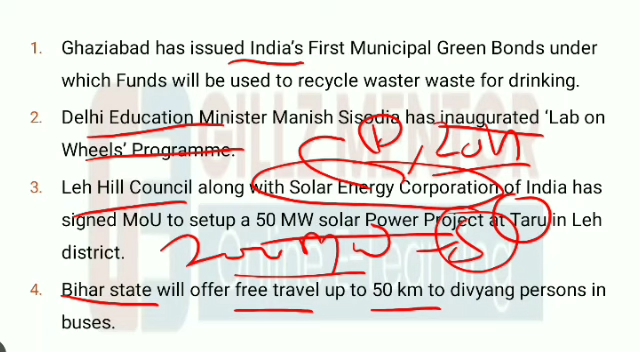 1. Ghaziabad has issued India's First Municipal Green Bonds under
which Funds will be used to recycle waster waste for drinking.
2. Delhi Education Minister Manish Sisodia has inaugurated 'Lab on
Wheels' Programme.
3. Leh Hill Council along with Solar Energy Corporation of India has
signed MoU to setup a 50 MW solar Power Project at Taru in Leh
district.
4. Bihar state will offer free travel up to 50 km to divyang persons in
buses.